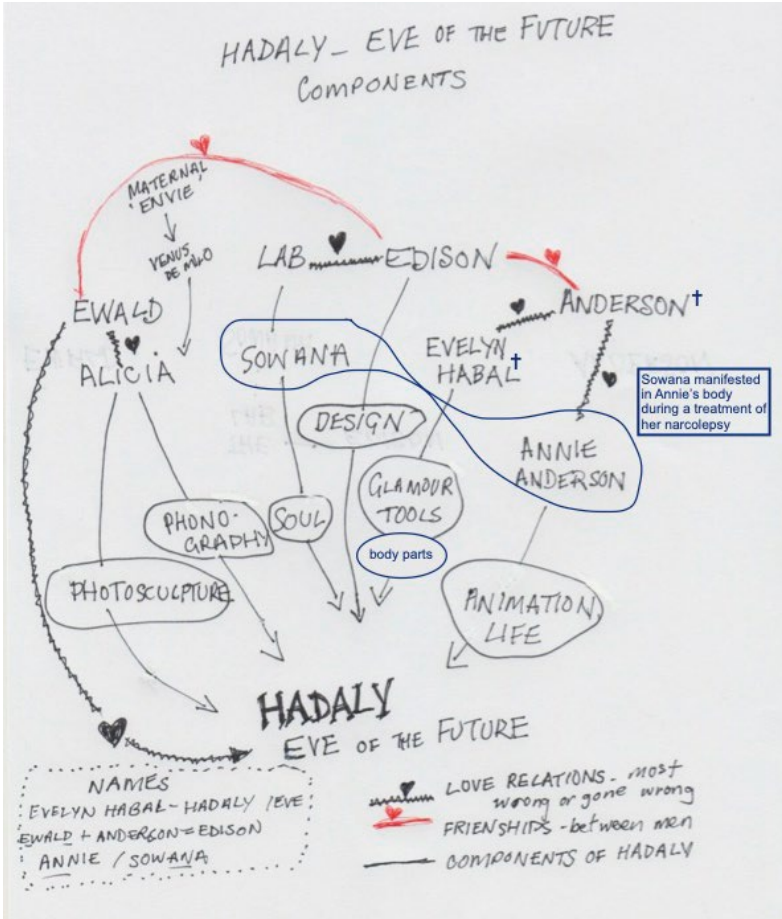 HADALY_ EVE OF THE FUTURE
COMPONENTS
MATERNAL
'ENVIE'
VENUS
DE MILO
LAB
EDISON
EWALD
ALICIA
SOWANA
EVELYN
HABAL†
ANDERSON†
Sowana manifested
in Annie's body
during a treatment of
her narcolepsy
DESIGN
ANNIE
ANDERSON
GLAMOUR
TOOLS
PHONO-
GRAPHY
SOUL
body parts
PHOTOSCULPTURE
ANIMATION
LIFE
HADALY
EVE OF THE FUTURE
NAMES
EVELYN HABAL-HADALY /EVE
EWALD + ANDERSON=EDISON
ANNIE / SOWANA
LOVE RELATIONS - most
wrong or gone wrong
FRIENSHIPS - between men
COMPONENTS OF HADALY